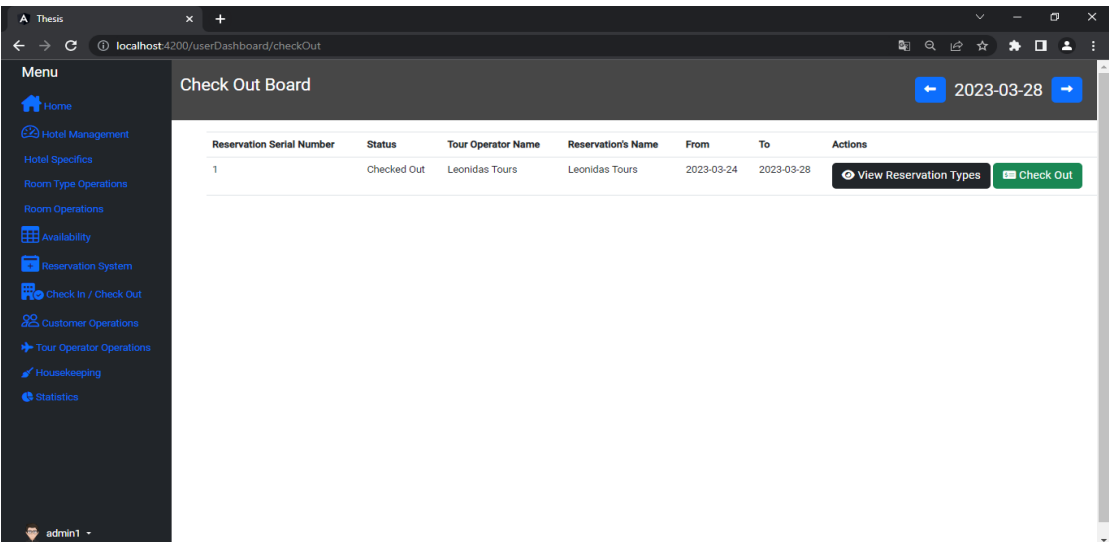 Thesis
localhost:4200/userDashboard/checkOut
Menu
Home
Hotel Management
Hotel Specifics
Room Type Operations
Room Operations
Availability
Reservation System
Check In / Check Out
Customer Operations
Tour Operator Operations
Housekeeping
Statistics
admin1
Check Out Board
2023-03-28
Reservation Serial Number Status Tour Operator Name Reservation's Name From To Actions
1 Checked Out Leonidas Tours Leonidas Tours 2023-03-24 2023-03-28 View Reservation Types Check Out